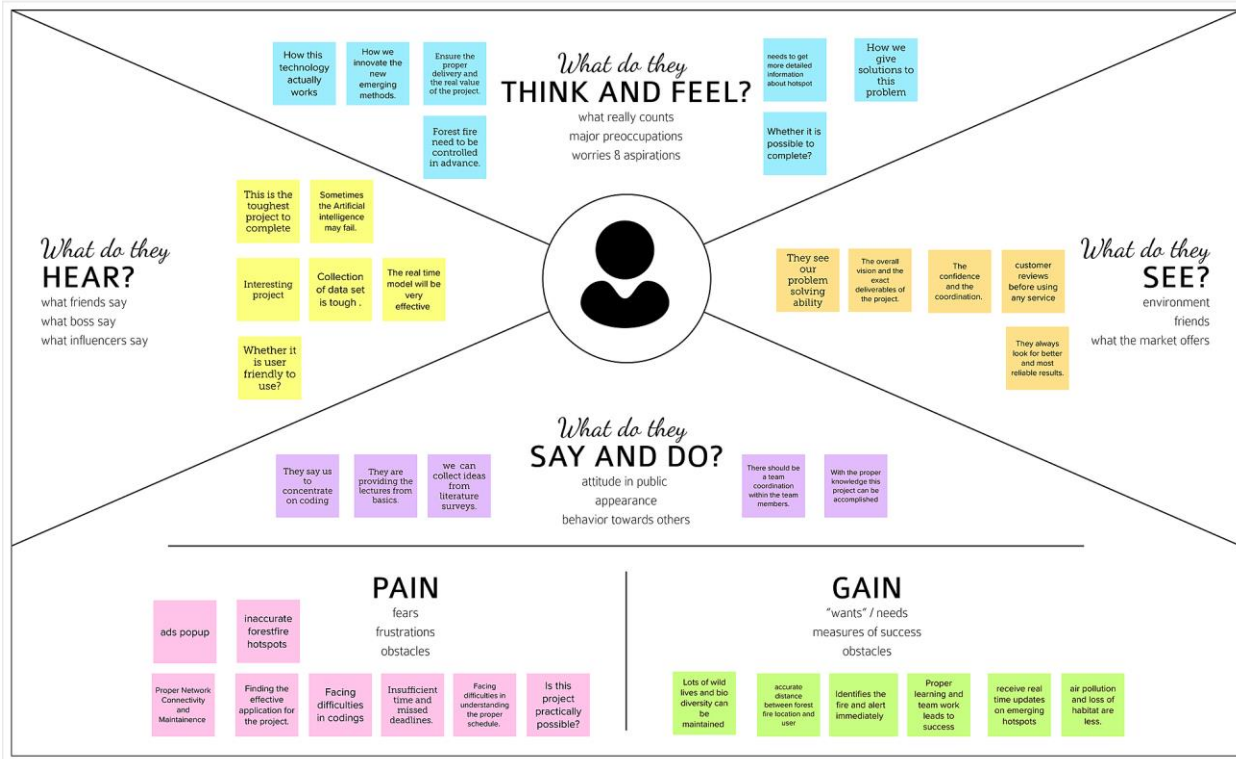 How this
technology
actually
works
How we
innovate the
new
emerging
methods.
Ensure the
proper
delivery and
the real value
of the project.
Forest fire
need to be
controlled
in advance.
What do they
THINK AND FEEL?
what really counts
major preoccupations
worries 8 aspirations
needs to get
more detailed
information
about hotspot
How we
give
solutions to
this
problem
Whether it is
possible to
complete?
What do they
HEAR?
what friends say
what boss say
what influencers say
This is the
toughest
project to
complete
Sometimes
the Artificial
intelligence
may fail.
Interesting
project
Collection
of data set
is tough .
The real time
model will be
very
effective
Whether it
is user
friendly to
use?
They see
our
problem
solving
ability
The overall
vision and the
exact
deliverables of
the project.
The
confidence
and the
coordination.
customer
reviews
before using
any service
They always
look for better
and most
reliable results.
What do they
SEE?
environment
friends
what the market offers
They say us
to
concentrate
on coding
They are
providing the
lectures from
basics.
we can
collect ideas
from
literature
surveys.
What do they
SAY AND DO?
attitude in public
appearance
behavior towards others
There should be
a team
coordination
within the team
members.
With the proper
knowledge this
project can be
accomplished
PAIN
fears
frustrations
obstacles
ads popup
inaccurate
forestfire
hotspots
Proper Network
Connectivity
and
Maintainence
Finding the
effective
application for
the project.
Facing
difficulties
in codings
Insufficient
time and
missed
deadlines.
Facing
difficulties in
understanding
the proper
schedule.
Is this
project
practically
possible?
GAIN
"wants" / needs
measures of success
obstacles
Lots of wild
lives and bio
diversity can
be
maintained
accurate
distance
between forest
fire location and
user
Identifies the
fire and alert
immediately
Proper
learning and
team work
leads to
success
receive real
time updates
on emerging
hotspots
air pollution
and loss of
habitat are
less.